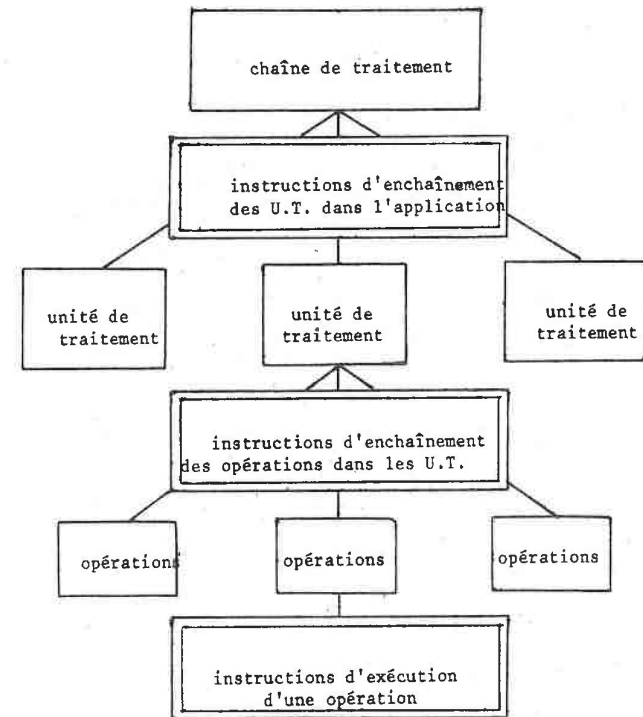 chaîne de traitement
instructions d'enchaînement
des U.T. dans l'application
unité de
traitement
unité de
traitement
unité de
traitement
instructions d'enchaînement
des opérations dans les U.T.
opérations
opérations
opérations
instructions d'exécution
d'une opération